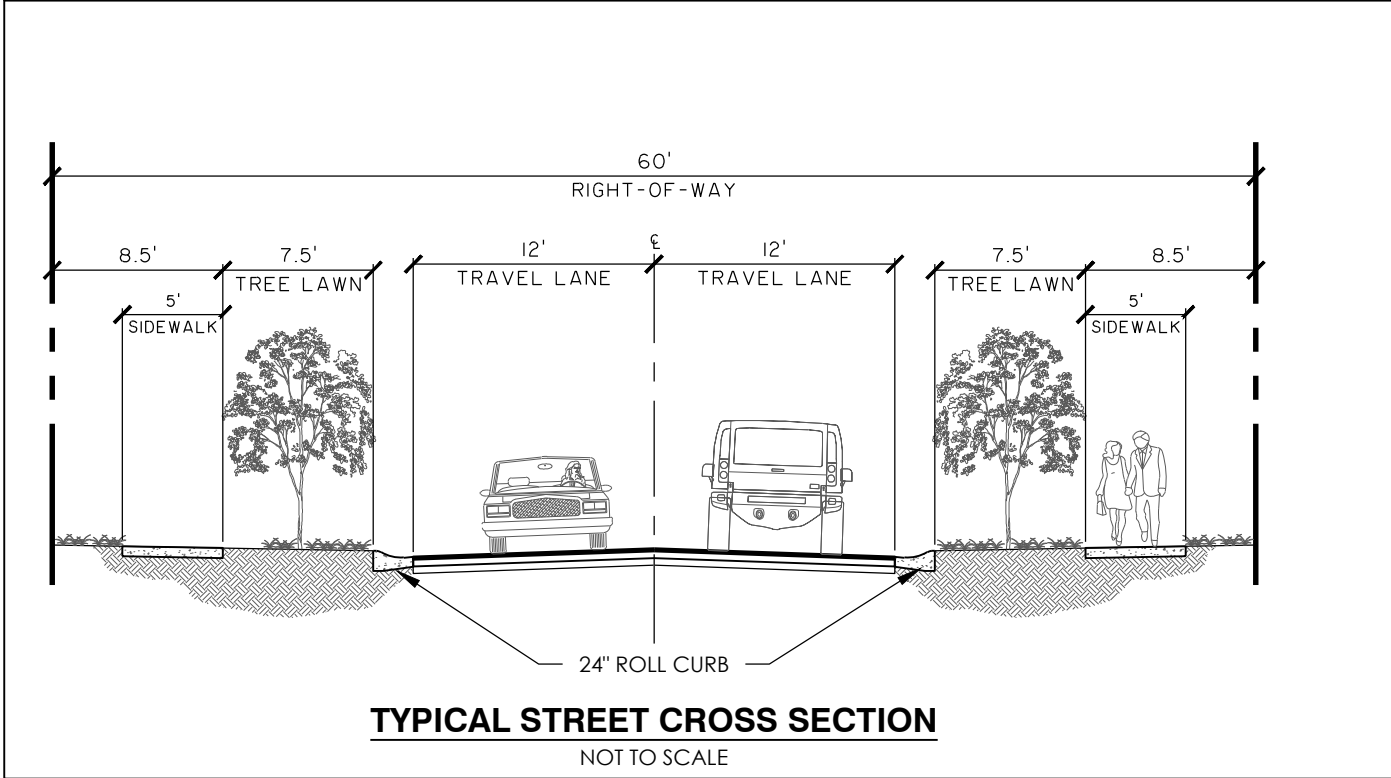 60'
RIGHT-OF-WAY
8.5'
7.5'
12'
℄
12'
7.5'
8.5'
TREE LAWN
TRAVEL LANE
TRAVEL LANE
TREE LAWN
5'
5'
SIDEWALK
SIDEWALK
24" ROLL CURB
TYPICAL STREET CROSS SECTION
NOT TO SCALE